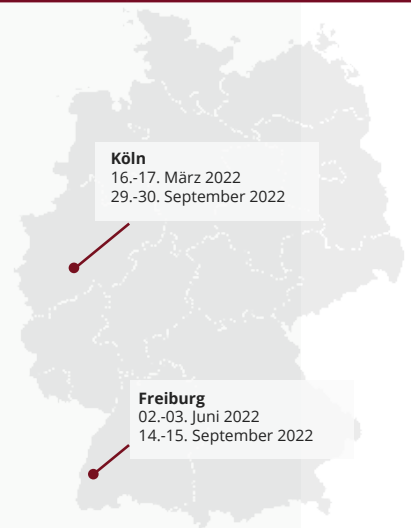 Köln
16.-17. März 2022
29.-30. September 2022
Freiburg
02.-03. Juni 2022
14.-15. September 2022